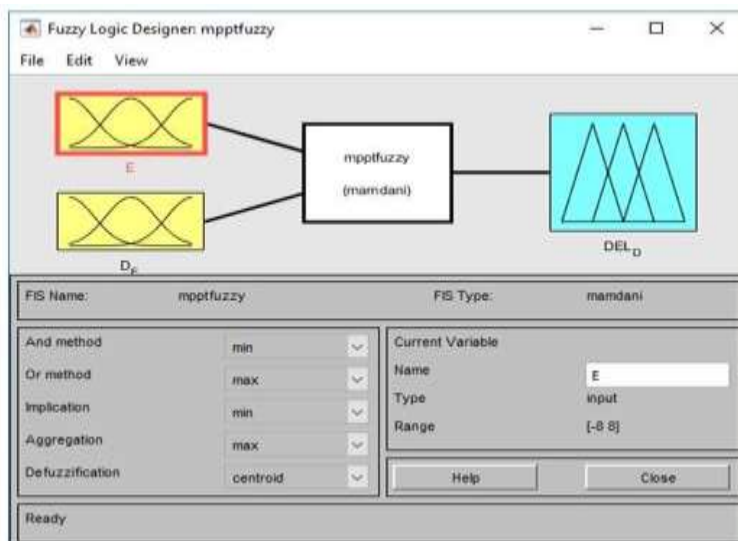 Fuzzy Logic Designer: mpptfuzzy
File Edit View
E
mpptfuzzy
(mamdani)
D_E
DEL_D
FIS Name: mpptfuzzy FIS Type: mamdani
And method min
Or method max
Implication min
Aggregation max
Defuzzification centroid
Current Variable
Name E
Type input
Range [-8 8]
Help Close
Ready